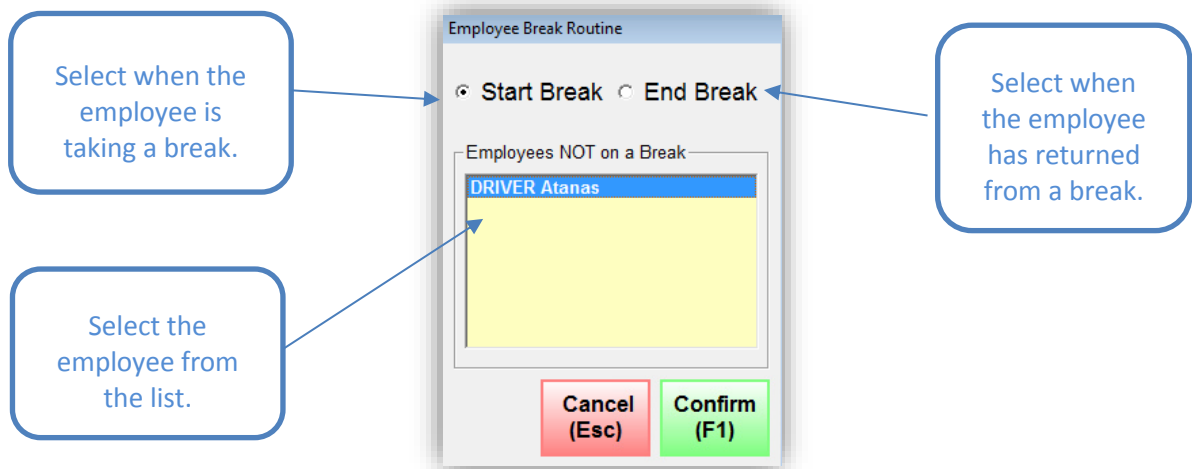 Select when the
employee is
taking a break.
Employee Break Routine
Start Break
End Break
Select when
the employee
has returned
from a break.
Employees NOT on a Break
DRIVER Atanas
Select the
employee from
the list.
Cancel
(Esc)
Confirm
(F1)